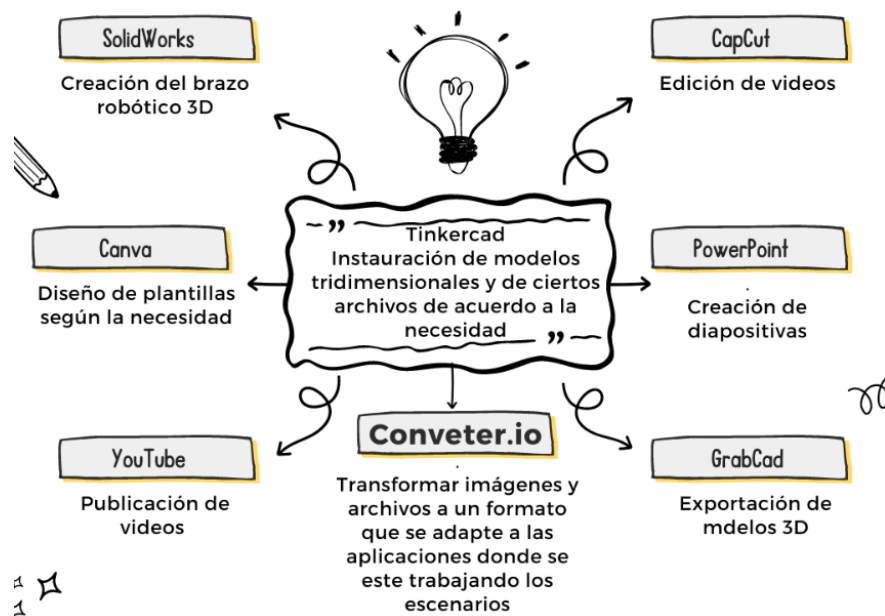 SolidWorks
Creación del brazo
robótico 3D
CapCut
Edición de videos
Canva
Diseño de plantillas
según la necesidad
Tinkercad
Instauración de modelos
tridimensionales y de ciertos
archivos de acuerdo a la
necesidad
PowerPoint
Creación de
diapositivas
YouTube
Publicación de
videos
Conveter.io
Transformar imágenes y
archivos a un formato
que se adapte a las
aplicaciones donde se
este trabajando los
escenarios
GrabCad
Exportación de
mdelos 3D